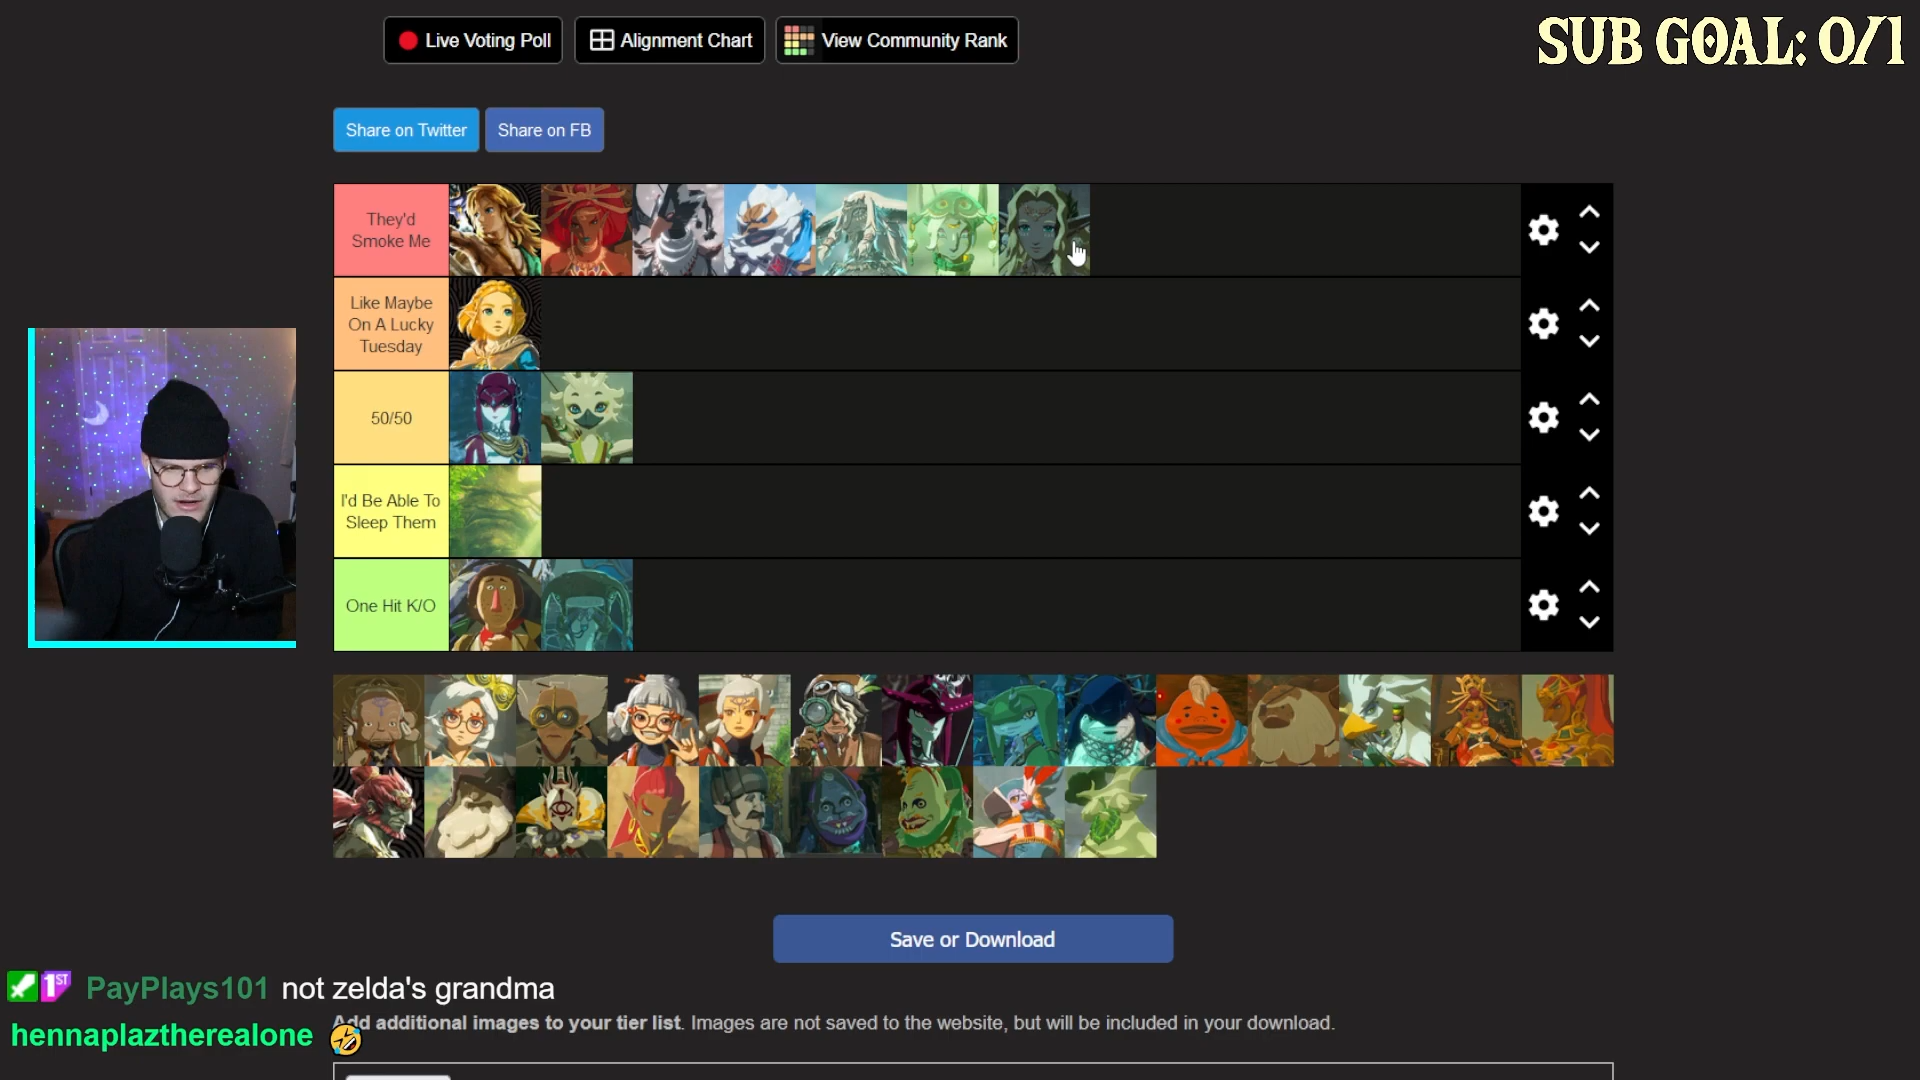 Live Voting Poll
Alignment Chart
View Community Rank
SUB GOAL: 0/1
Share on Twitter
Share on FB
They'd
Smoke Me
Like Maybe
On A Lucky
Tuesday
50/50
I'd Be Able To
Sleep Them
One Hit K/O
Save or Download
1ST PayPlays101 not zelda's grandma
Add additional images to your tier list. Images are not saved to the website, but will be included in your download.
hennaplaztherealone